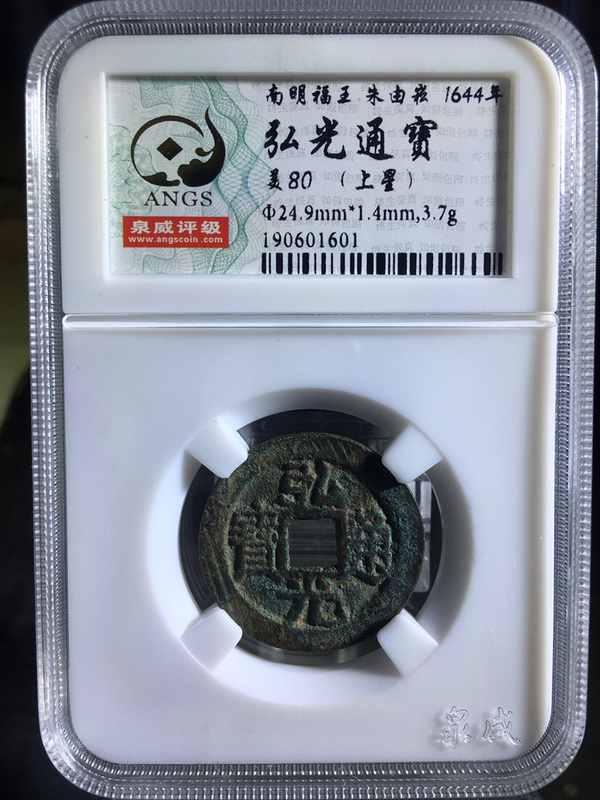 南明福王 朱由崧 1644年
弘光通寶
美80 （上星）
Φ24.9mm*1.4mm,3.7g
190601601
ANGS
泉威评级
www.angscoin.com
弘光通寶
泉威